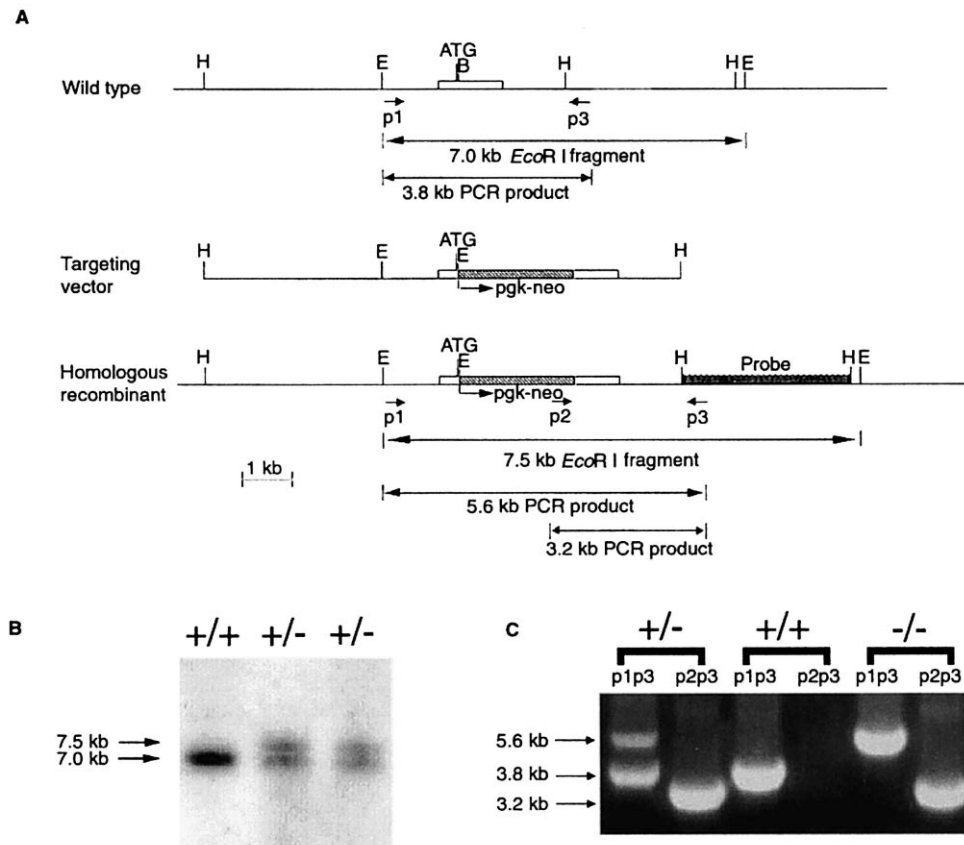 A
H E ATG H H E
B
Wild type
p1 p3
7.0 kb EcoR I fragment
3.8 kb PCR product
H E ATG H
E
Targeting
vector
pgk-neo
H E ATG H Probe H E
E
Homologous
recombinant
pgk-neo
p1 p2 p3
7.5 kb EcoR I fragment
1 kb
5.6 kb PCR product
3.2 kb PCR product
B
+/+ +/- +/-
7.5 kb
7.0 kb
C
+/- +/+ -/-
p1p3 p2p3 p1p3 p2p3 p1p3 p2p3
5.6 kb
3.8 kb
3.2 kb